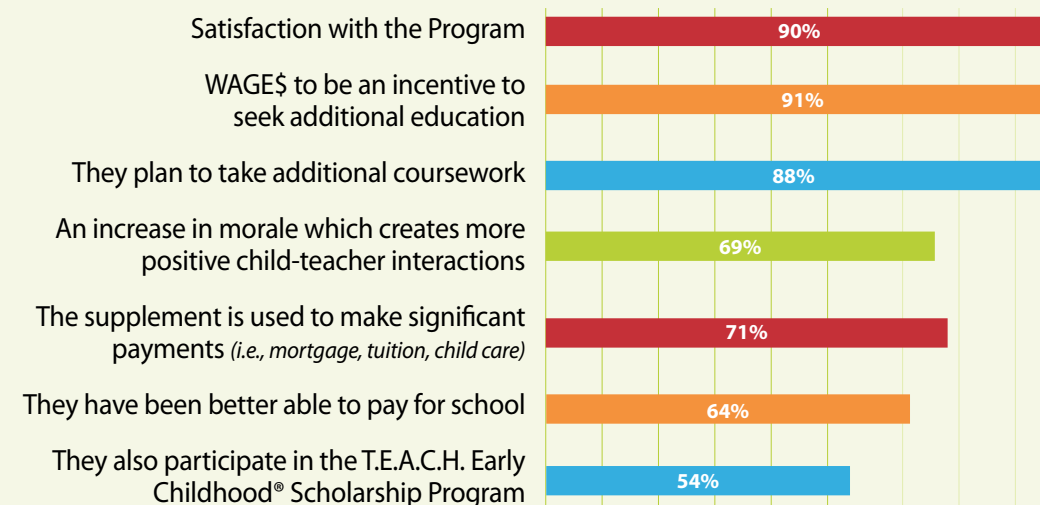 Satisfaction with the Program
90%
WAGE$ to be an incentive to
seek additional education
91%
They plan to take additional coursework
88%
An increase in morale which creates more
positive child-teacher interactions
69%
The supplement is used to make significant
payments (i.e., mortgage, tuition, child care)
71%
They have been better able to pay for school
64%
They also participate in the T.E.A.C.H. Early
Childhood® Scholarship Program
54%